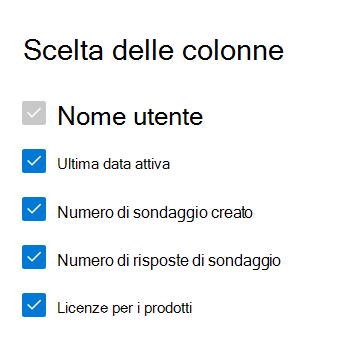 Scelta delle colonne
Nome utente
Ultima data attiva
Numero di sondaggio creato
Numero di risposte di sondaggio
Licenze per i prodotti